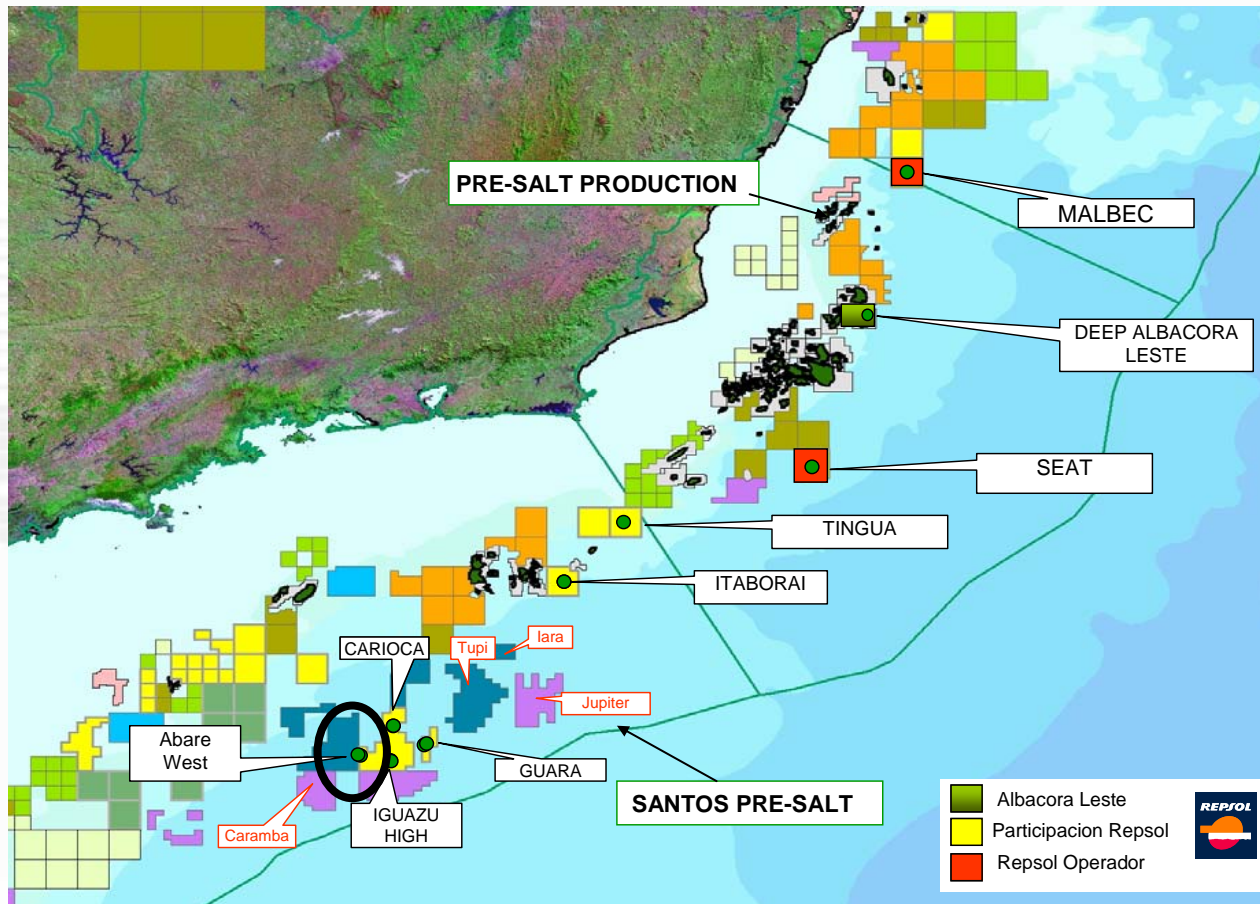 PRE-SALT PRODUCTION
MALBEC
DEEP ALBACORA
LESTE
SEAT
TINGUA
ITABORAI
CARIOCA
Tupi
Iara
Jupiter
Abare
West
GUARA
IGUAZU
HIGH
Caramba
SANTOS PRE-SALT
Albacora Leste
Participacion Repsol
Repsol Operador
REPSOL